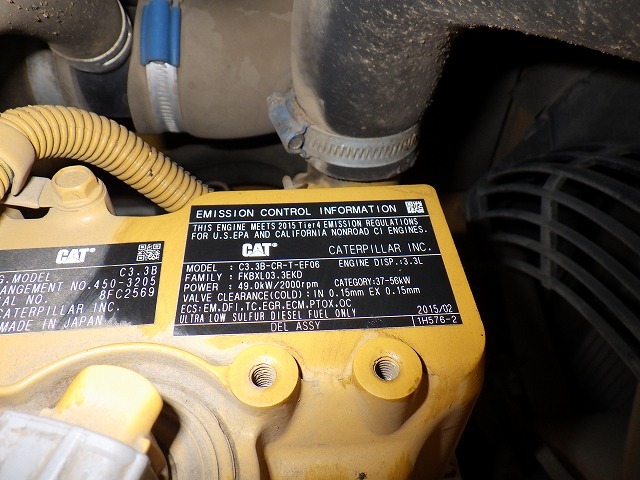 CAT
G.MODEL C3.3B
ANGEMENT NO. 450-3205
IAL NO. 8FC2569
CATERPILLAR INC.
MADE IN JAPAN
EMISSION CONTROL INFORMATION
THIS ENGINE MEETS 2015 Tier4 EMISSION REGULATIONS
FOR U.S.EPA AND CALIFORNIA NONROAD CI ENGINES.
CAT CATERPILLAR INC.
MODEL : C3.3B-CR-T-EF06 ENGINE DISP.:3.3L
FAMILY : FKBXL03.3EKD
POWER : 49.0kW/2000rpm CATEGORY:37-56kW
VALVE CLEARANCE(COLD): IN 0.15mm EX 0.15mm
ECS:EM,DFI,TC,EGR,ECM,PTOX,OC
ULTRA LOW SULFUR DIESEL FUEL ONLY 2015/02
DEL ASSY 1H576-2